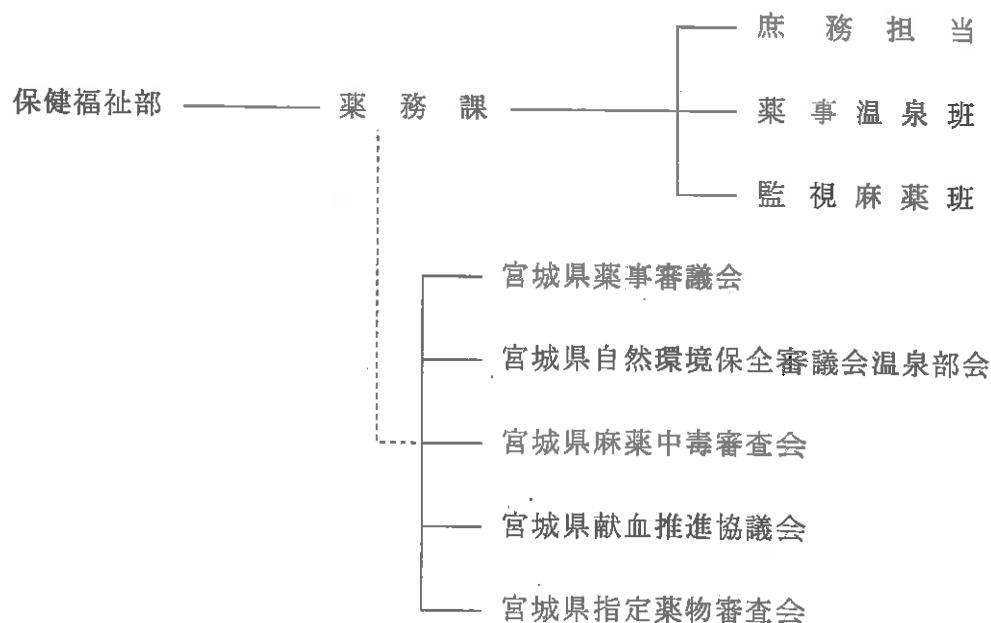 庶務担当
保健福祉部 薬務課
薬事温泉班
監視麻薬班
宮城県薬事審議会
宮城県自然環境保全審議会温泉部会
宮城県麻薬中毒審査会
宮城県献血推進協議会
宮城県指定薬物審査会